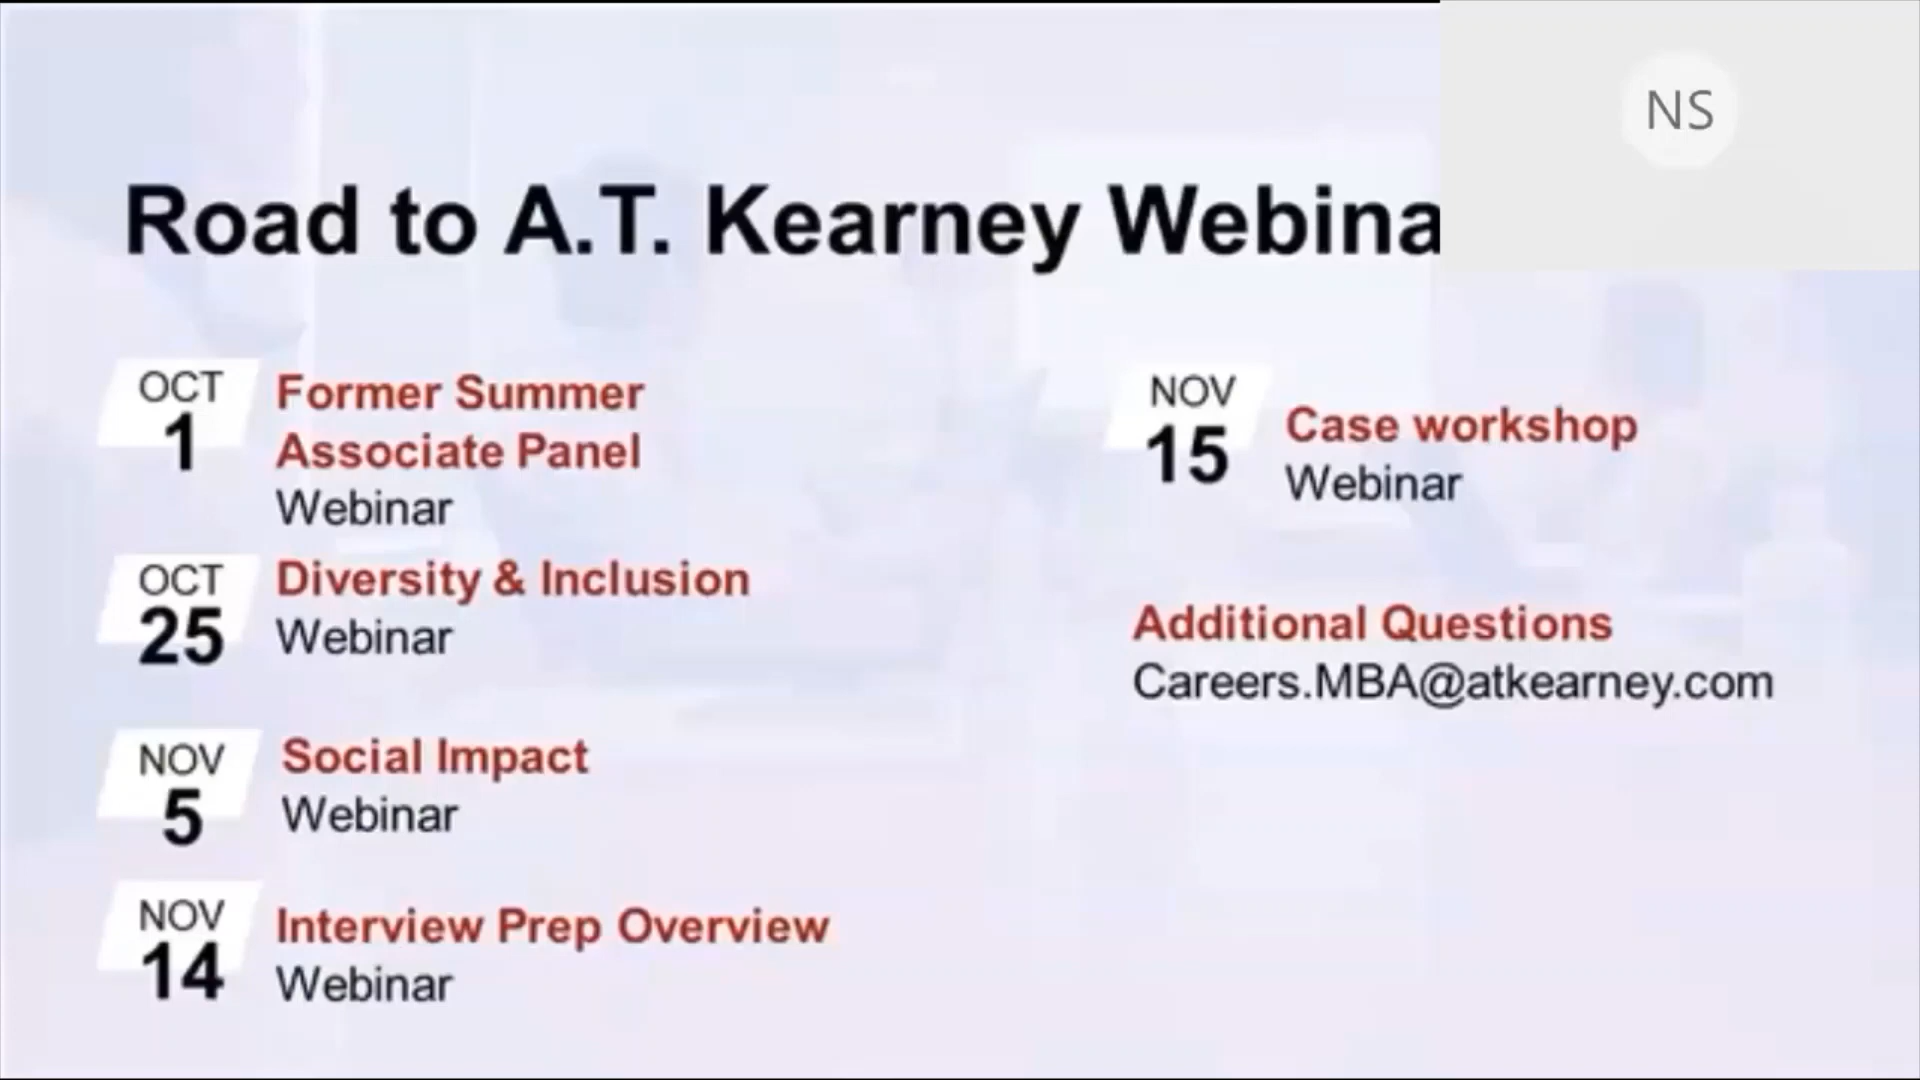 NS
Road to A.T. Kearney Webina
OCT
1
Former Summer
Associate Panel
Webinar
OCT
25
Diversity & Inclusion
Webinar
NOV
5
Social Impact
Webinar
NOV
14
Interview Prep Overview
Webinar
NOV
15
Case workshop
Webinar
Additional Questions
Careers.MBA@atkearney.com